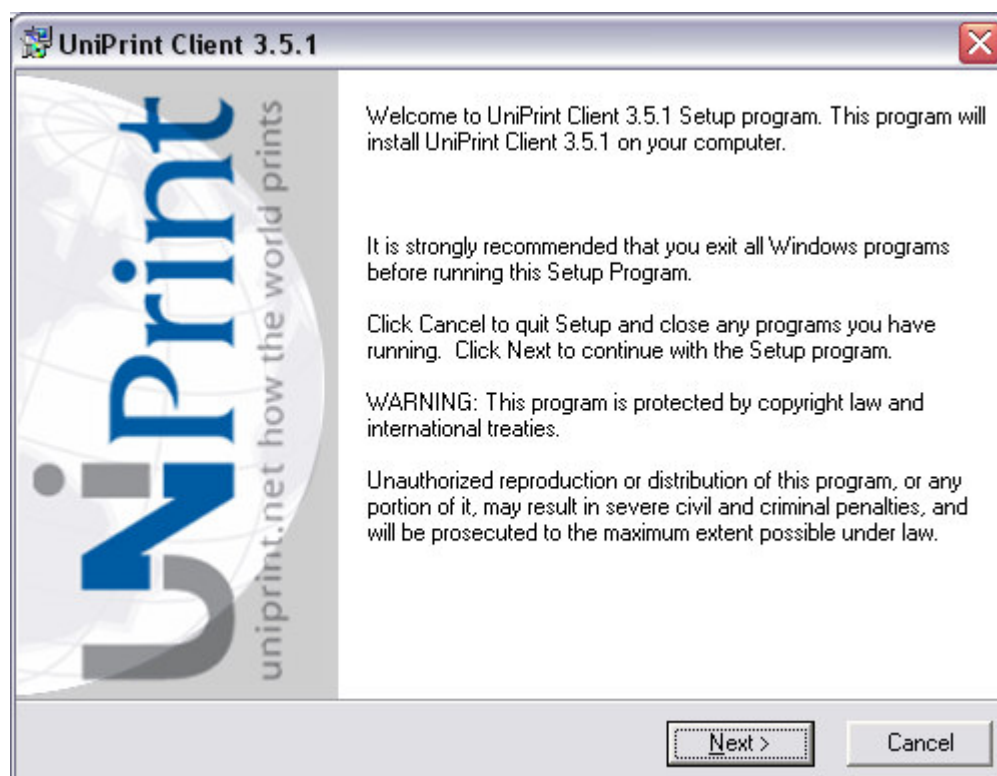 UniPrint Client 3.5.1
UniPrint
uniprint.net how the world prints
Welcome to UniPrint Client 3.5.1 Setup program. This program will
install UniPrint Client 3.5.1 on your computer.
It is strongly recommended that you exit all Windows programs
before running this Setup Program.
Click Cancel to quit Setup and close any programs you have
running.  Click Next to continue with the Setup program.
WARNING: This program is protected by copyright law and
international treaties.
Unauthorized reproduction or distribution of this program, or any
portion of it, may result in severe civil and criminal penalties, and
will be prosecuted to the maximum extent possible under law.
Next >
Cancel